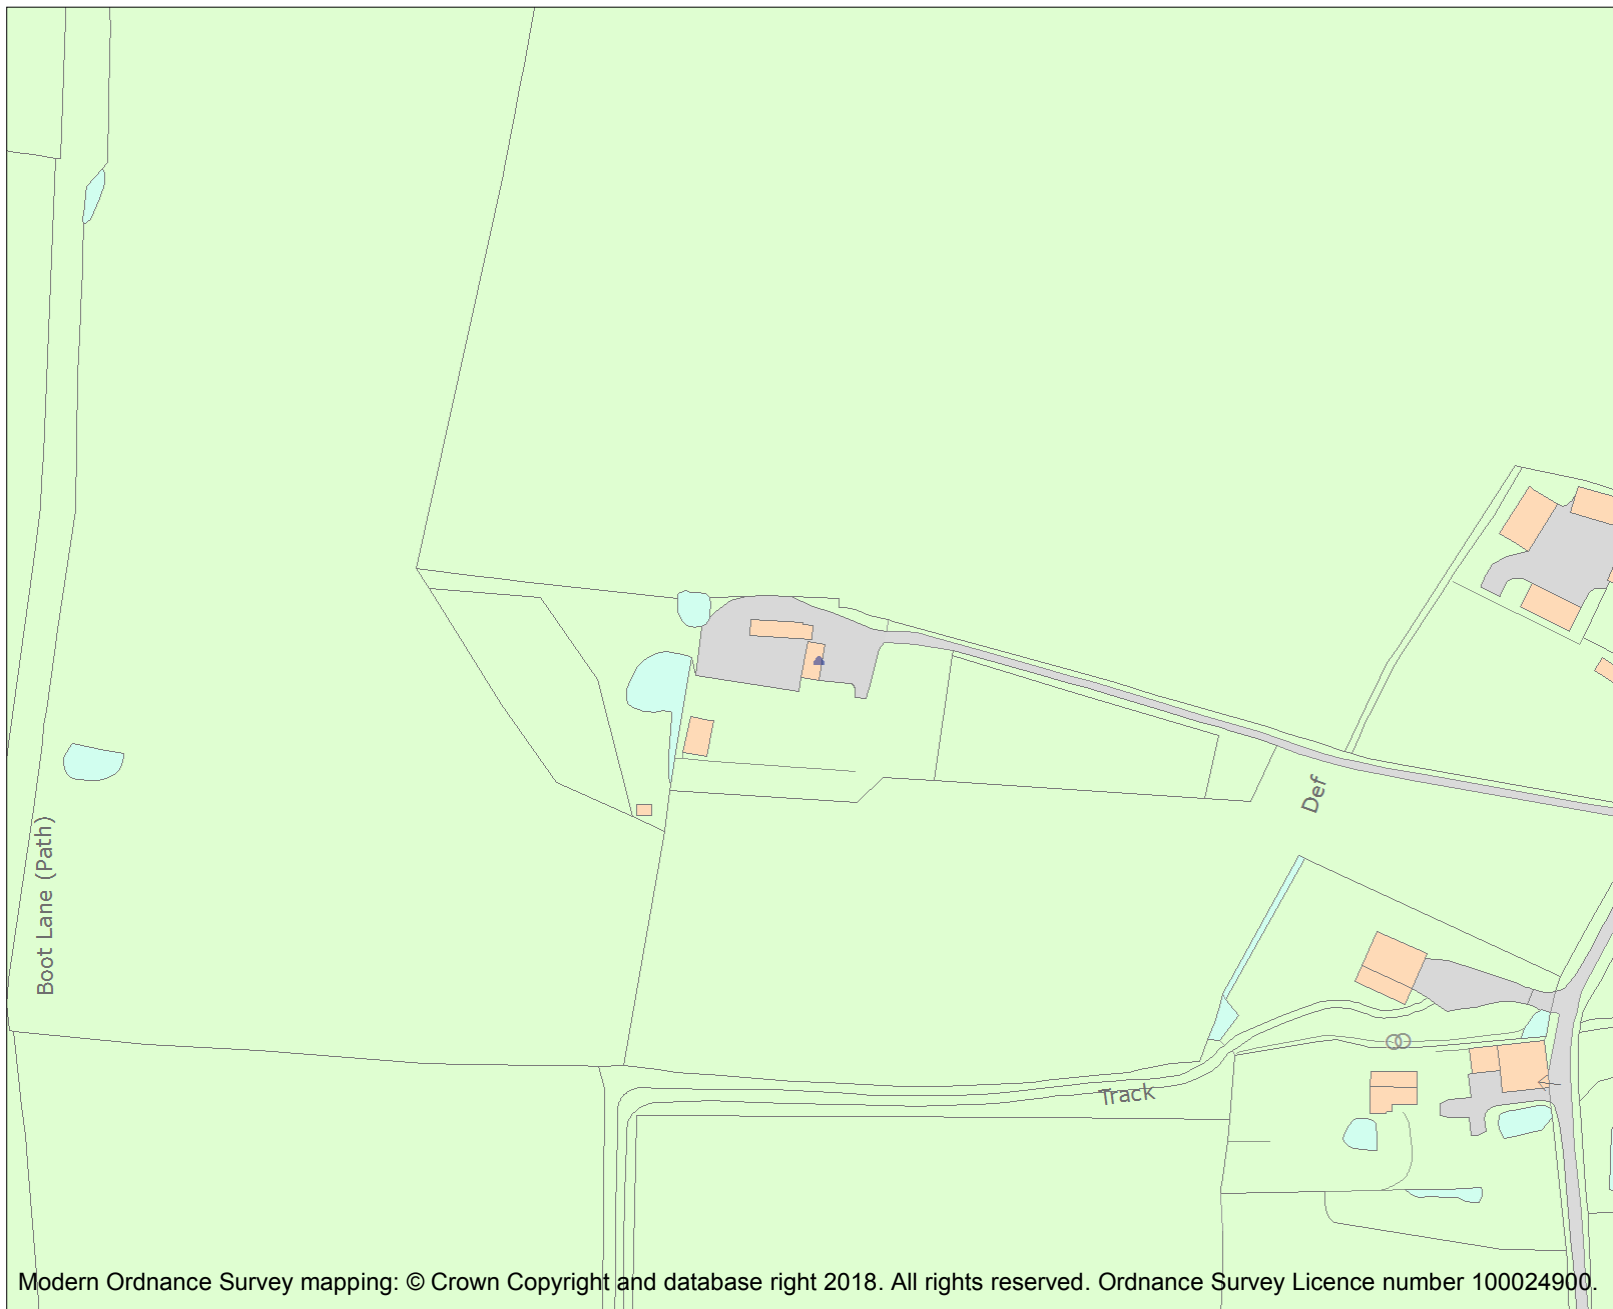 Def
Boot Lane (Path)
Track
Modern Ordnance Survey mapping: © Crown Copyright and database right 2018. All rights reserved. Ordnance Survey Licence number 100024900.